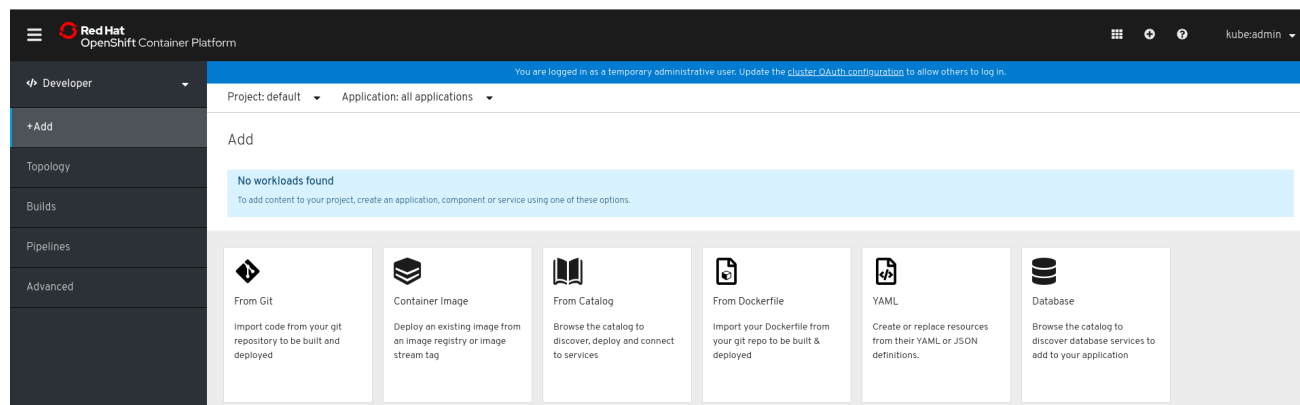 Red Hat
OpenShift Container Platform
kube:admin
Developer
You are logged in as a temporary administrative user. Update the cluster OAuth configuration to allow others to log in.
Project: default
Application: all applications
+Add
Topology
Builds
Pipelines
Advanced
Add
No workloads found
To add content to your project, create an application, component or service using one of these options.
From Git
Import code from your git
repository to be built and
deployed
Container Image
Deploy an existing image from
an image registry or image
stream tag
From Catalog
Browse the catalog to
discover, deploy and connect
to services
From Dockerfile
Import your Dockerfile from
your git repo to be built &
deployed
YAML
Create or replace resources
from their YAML or JSON
definitions.
Database
Browse the catalog to
discover database services to
add to your application